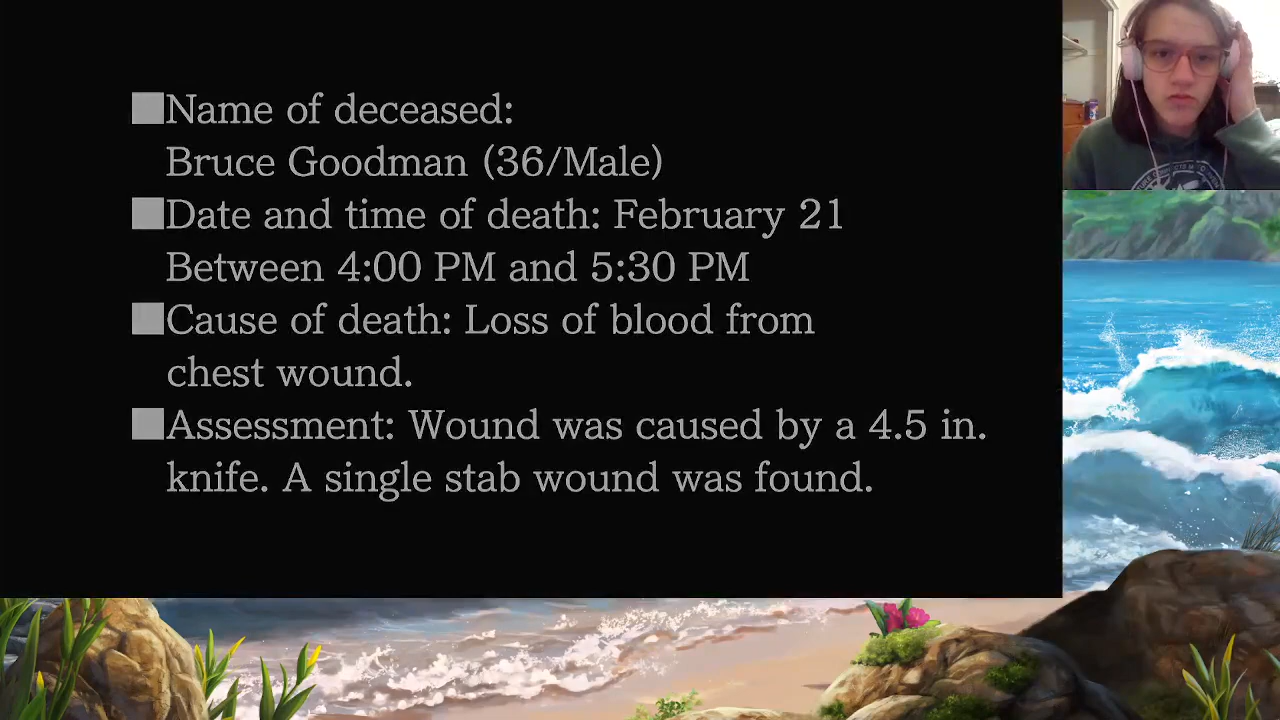 ■Name of deceased:
Bruce Goodman (36/Male)
■Date and time of death: February 21
Between 4:00 PM and 5:30 PM
■Cause of death: Loss of blood from
chest wound.
■Assessment: Wound was caused by a 4.5 in.
knife. A single stab wound was found.